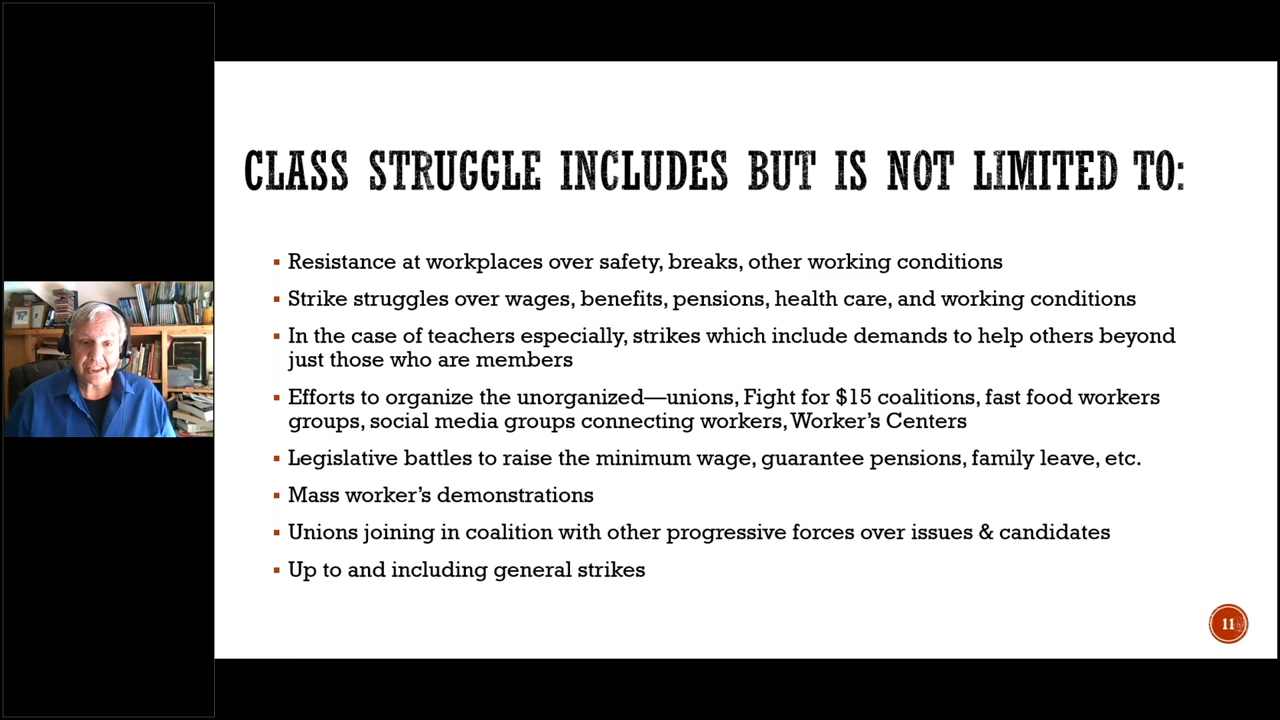 CLASS STRUGGLE INCLUDES BUT IS NOT LIMITED TO:
▪ Resistance at workplaces over safety, breaks, other working conditions
▪ Strike struggles over wages, benefits, pensions, health care, and working conditions
▪ In the case of teachers especially, strikes which include demands to help others beyond
just those who are members
▪ Efforts to organize the unorganized—unions, Fight for $15 coalitions, fast food workers
groups, social media groups connecting workers, Worker's Centers
▪ Legislative battles to raise the minimum wage, guarantee pensions, family leave, etc.
▪ Mass worker's demonstrations
▪ Unions joining in coalition with other progressive forces over issues & candidates
▪ Up to and including general strikes
11